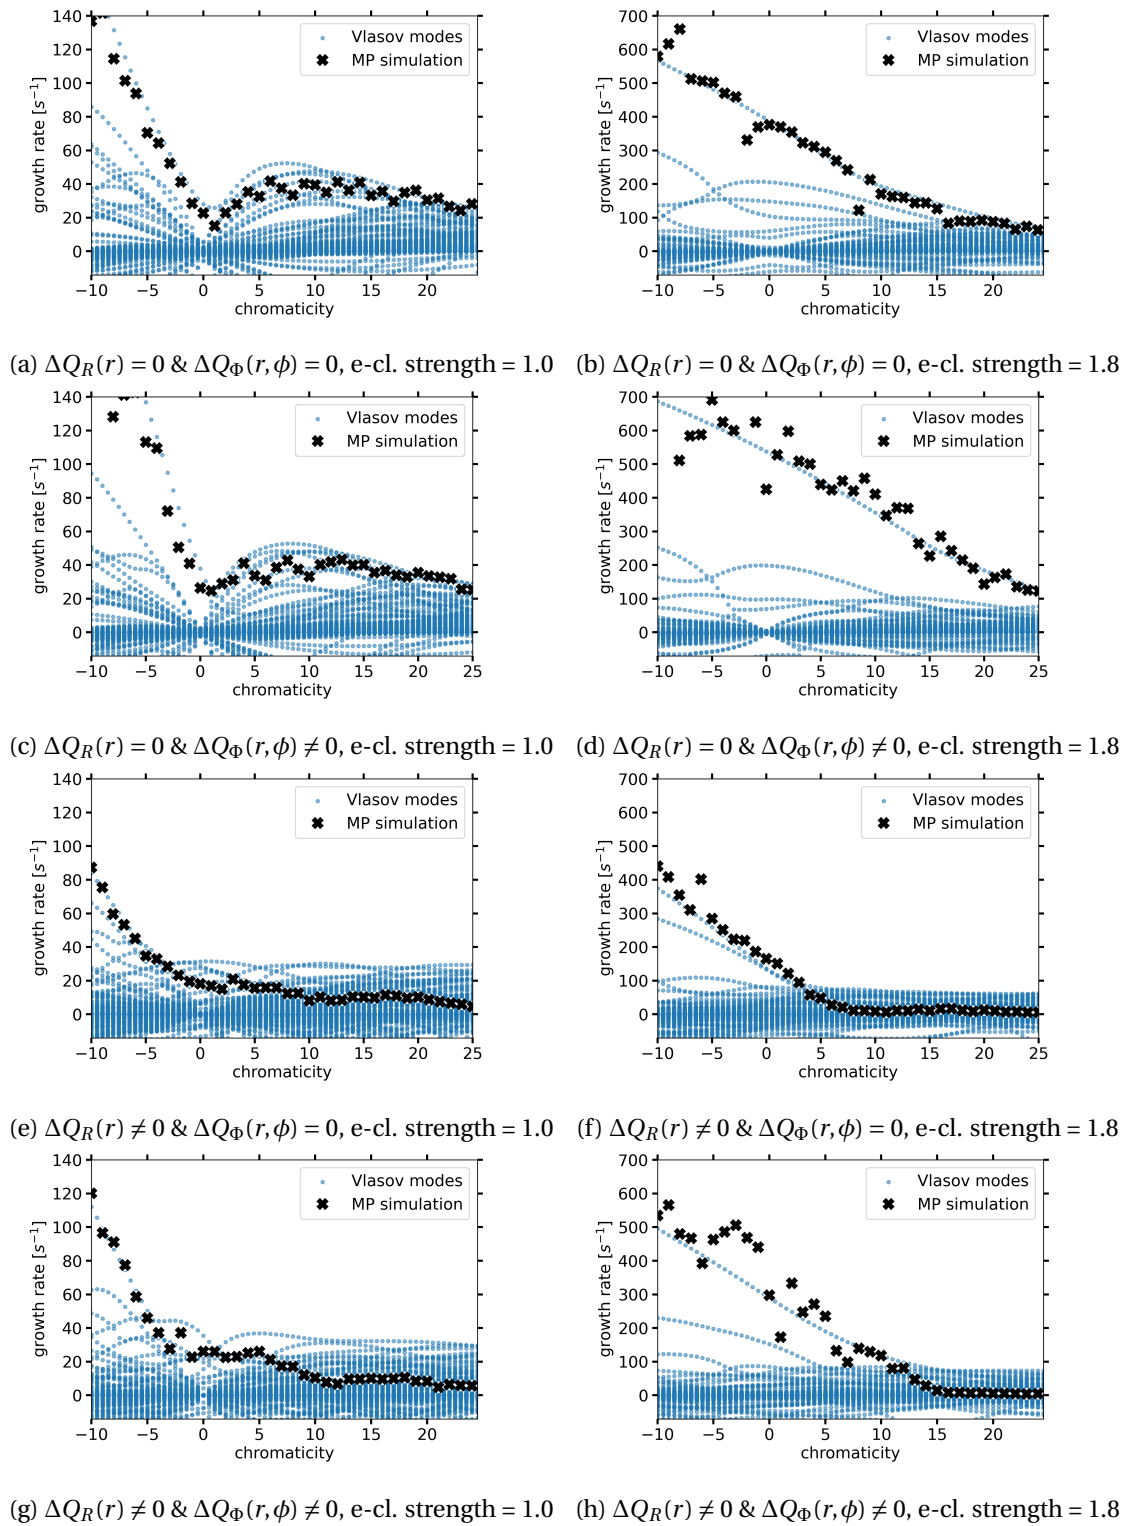 140
120
100
80
60
40
20
0
growth rate [s⁻¹]
−10 −5 0 5 10 15 20
chromaticity
Vlasov modes
MP simulation
700
600
500
400
300
200
100
0
growth rate [s⁻¹]
−10 −5 0 5 10 15 20
chromaticity
Vlasov modes
MP simulation
(a) ΔQ_R(r) = 0 & ΔQ_Φ(r, ϕ) = 0, e-cl. strength = 1.0
(b) ΔQ_R(r) = 0 & ΔQ_Φ(r, ϕ) = 0, e-cl. strength = 1.8
140
120
100
80
60
40
20
0
growth rate [s⁻¹]
−10 −5 0 5 10 15 20 25
chromaticity
Vlasov modes
MP simulation
700
600
500
400
300
200
100
0
growth rate [s⁻¹]
−10 −5 0 5 10 15 20 25
chromaticity
Vlasov modes
MP simulation
(c) ΔQ_R(r) = 0 & ΔQ_Φ(r, ϕ) ≠ 0, e-cl. strength = 1.0
(d) ΔQ_R(r) = 0 & ΔQ_Φ(r, ϕ) ≠ 0, e-cl. strength = 1.8
140
120
100
80
60
40
20
0
growth rate [s⁻¹]
−10 −5 0 5 10 15 20 25
chromaticity
Vlasov modes
MP simulation
700
600
500
400
300
200
100
0
growth rate [s⁻¹]
−10 −5 0 5 10 15 20 25
chromaticity
Vlasov modes
MP simulation
(e) ΔQ_R(r) ≠ 0 & ΔQ_Φ(r, ϕ) = 0, e-cl. strength = 1.0
(f) ΔQ_R(r) ≠ 0 & ΔQ_Φ(r, ϕ) = 0, e-cl. strength = 1.8
140
120
100
80
60
40
20
0
growth rate [s⁻¹]
−10 −5 0 5 10 15 20
chromaticity
Vlasov modes
MP simulation
700
600
500
400
300
200
100
0
growth rate [s⁻¹]
−10 −5 0 5 10 15 20
chromaticity
Vlasov modes
MP simulation
(g) ΔQ_R(r) ≠ 0 & ΔQ_Φ(r, ϕ) ≠ 0, e-cl. strength = 1.0
(h) ΔQ_R(r) ≠ 0 & ΔQ_Φ(r, ϕ) ≠ 0, e-cl. strength = 1.8